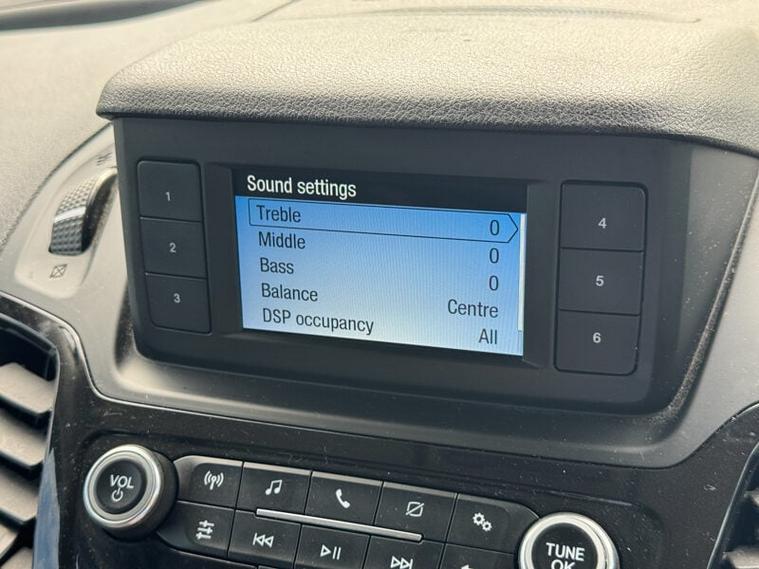 Sound settings
Treble 0
Middle 0
Bass 0
Balance Centre
DSP occupancy All
1
2
3
4
5
6
VOL
TUNE
OK